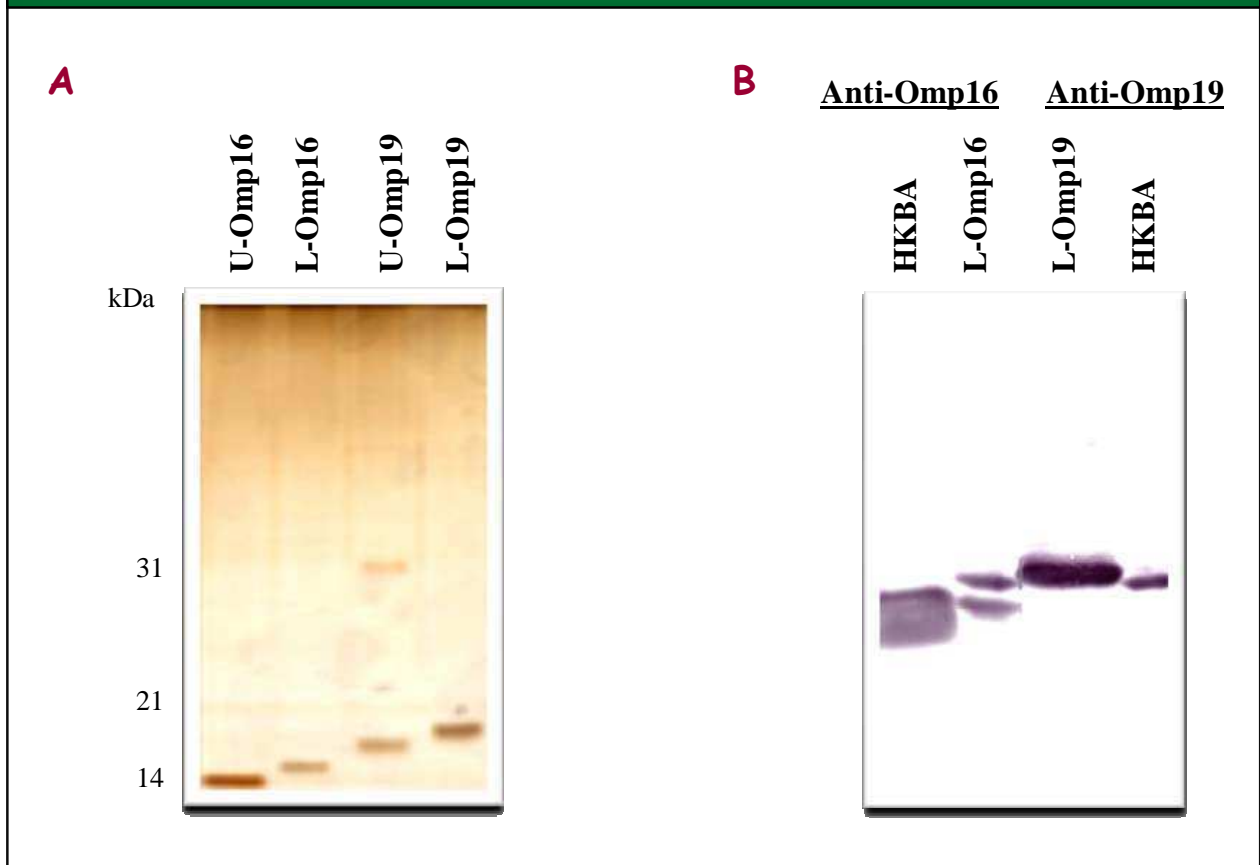 A
U-Omp16
L-Omp16
U-Omp19
L-Omp19
kDa
31
21
14
B
Anti-Omp16 Anti-Omp19
HKBA
L-Omp16
L-Omp19
HKBA